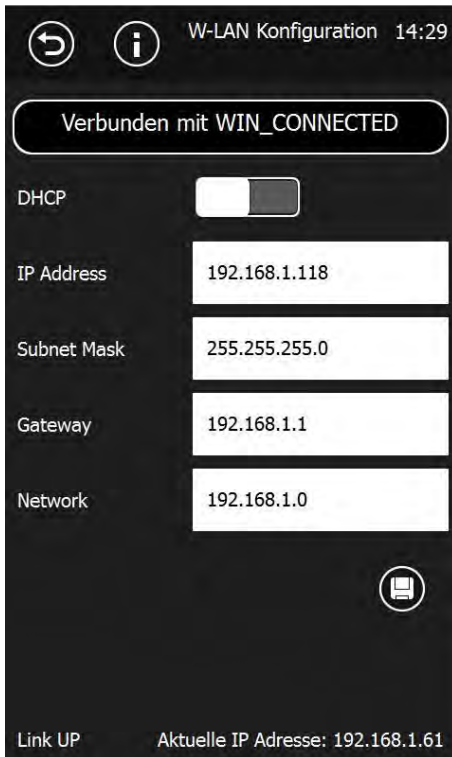 W-LAN Konfiguration 14:29
Verbunden mit WIN_CONNECTED
DHCP
IP Address 192.168.1.118
Subnet Mask 255.255.255.0
Gateway 192.168.1.1
Network 192.168.1.0
Link UP Aktuelle IP Adresse: 192.168.1.61